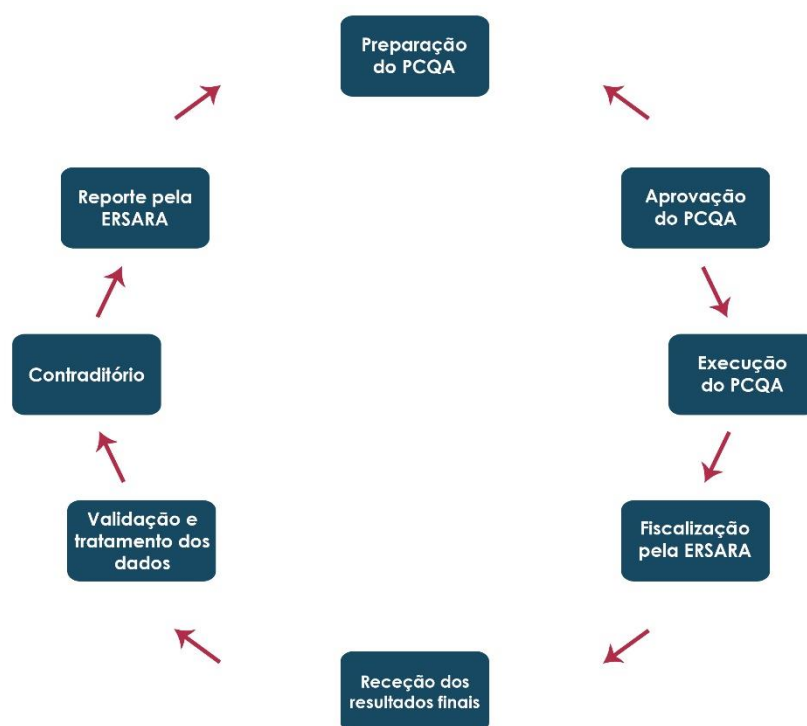 Preparação
do PCQA
Aprovação
do PCQA
Execução
do PCQA
Fiscalização
pela ERSARA
Receção dos
resultados finais
Validação e
tratamento dos
dados
Contraditório
Reporte pela
ERSARA